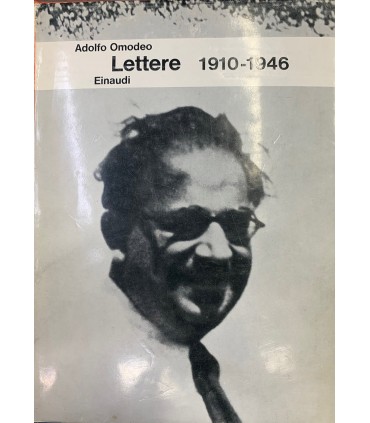 Adolfo Omodeo
Lettere 1910-1946
Einaudi